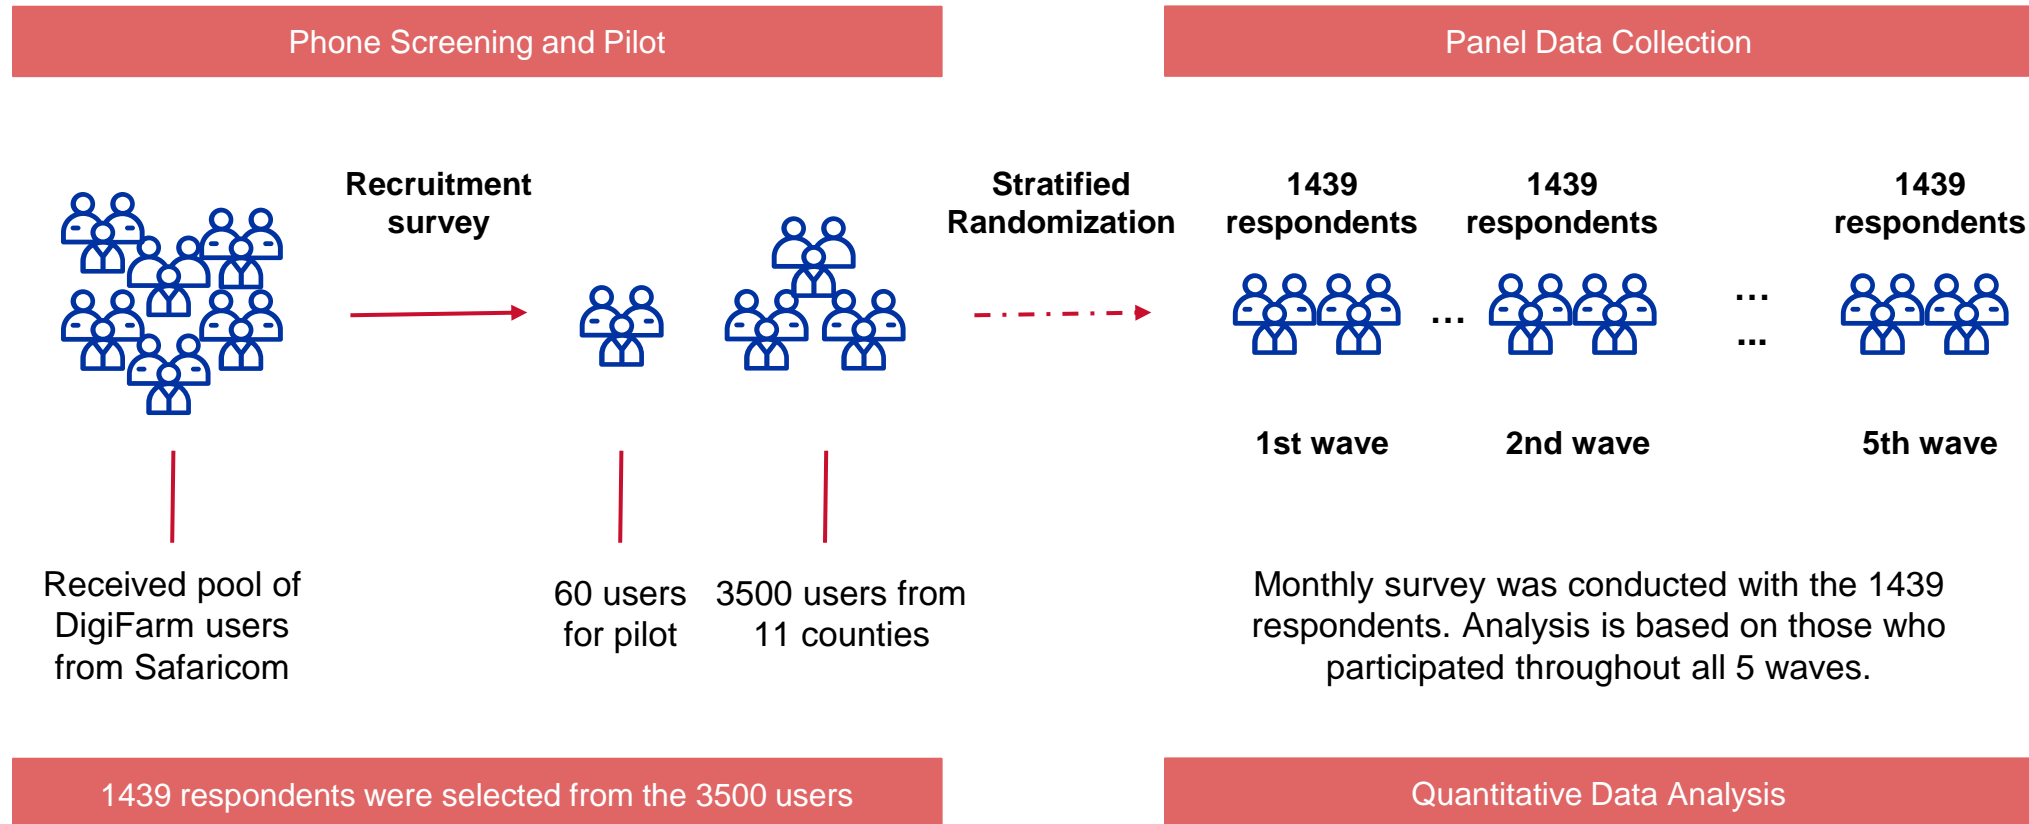 Phone Screening and Pilot
Panel Data Collection
Recruitment
survey
Stratified
Randomization
1439
respondents
1439
respondents
1439
respondents
...
...
...
1st wave
2nd wave
5th wave
Received pool of
DigiFarm users
from Safaricom
60 users
for pilot
3500 users from
11 counties
Monthly survey was conducted with the 1439
respondents. Analysis is based on those who
participated throughout all 5 waves.
1439 respondents were selected from the 3500 users
Quantitative Data Analysis